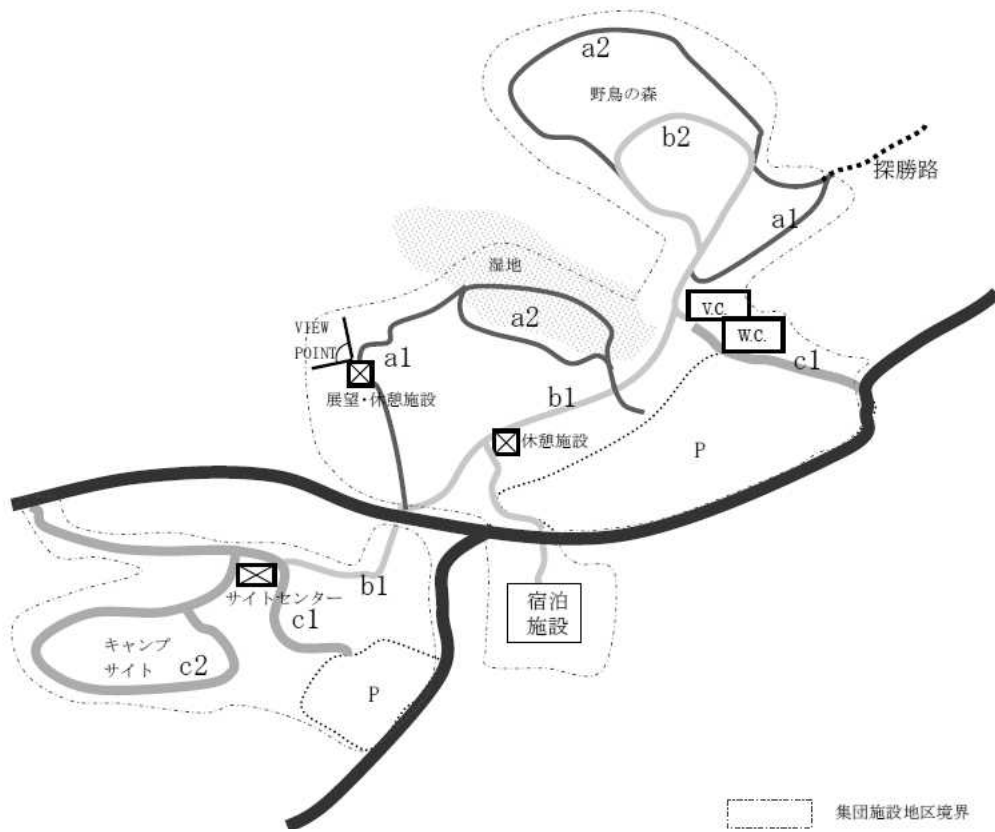 a2
野鳥の森
b2
探勝路
a1
湿地
V.C.
W.C.
VIEW
POINT
a1
a2
c1
展望・休憩施設
b1
休憩施設
P
サイトセンター
b1
宿泊
施設
c1
キャンプ
サイト
c2
P
集団施設地区境界